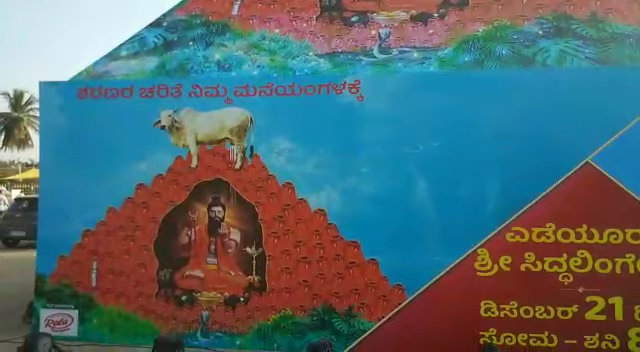 ಶರಣರ ಚರಿತೆ ನಿಮ್ಮ ಮನೆಯಂಗಳಕ್ಕೆ
ಎಡೆಯೂರ
ಶ್ರೀ ಸಿದ್ಧಲಿಂಗೇ
ಡಿಸೆಂಬರ್ 21
ಸೋಮ – ಶನಿ